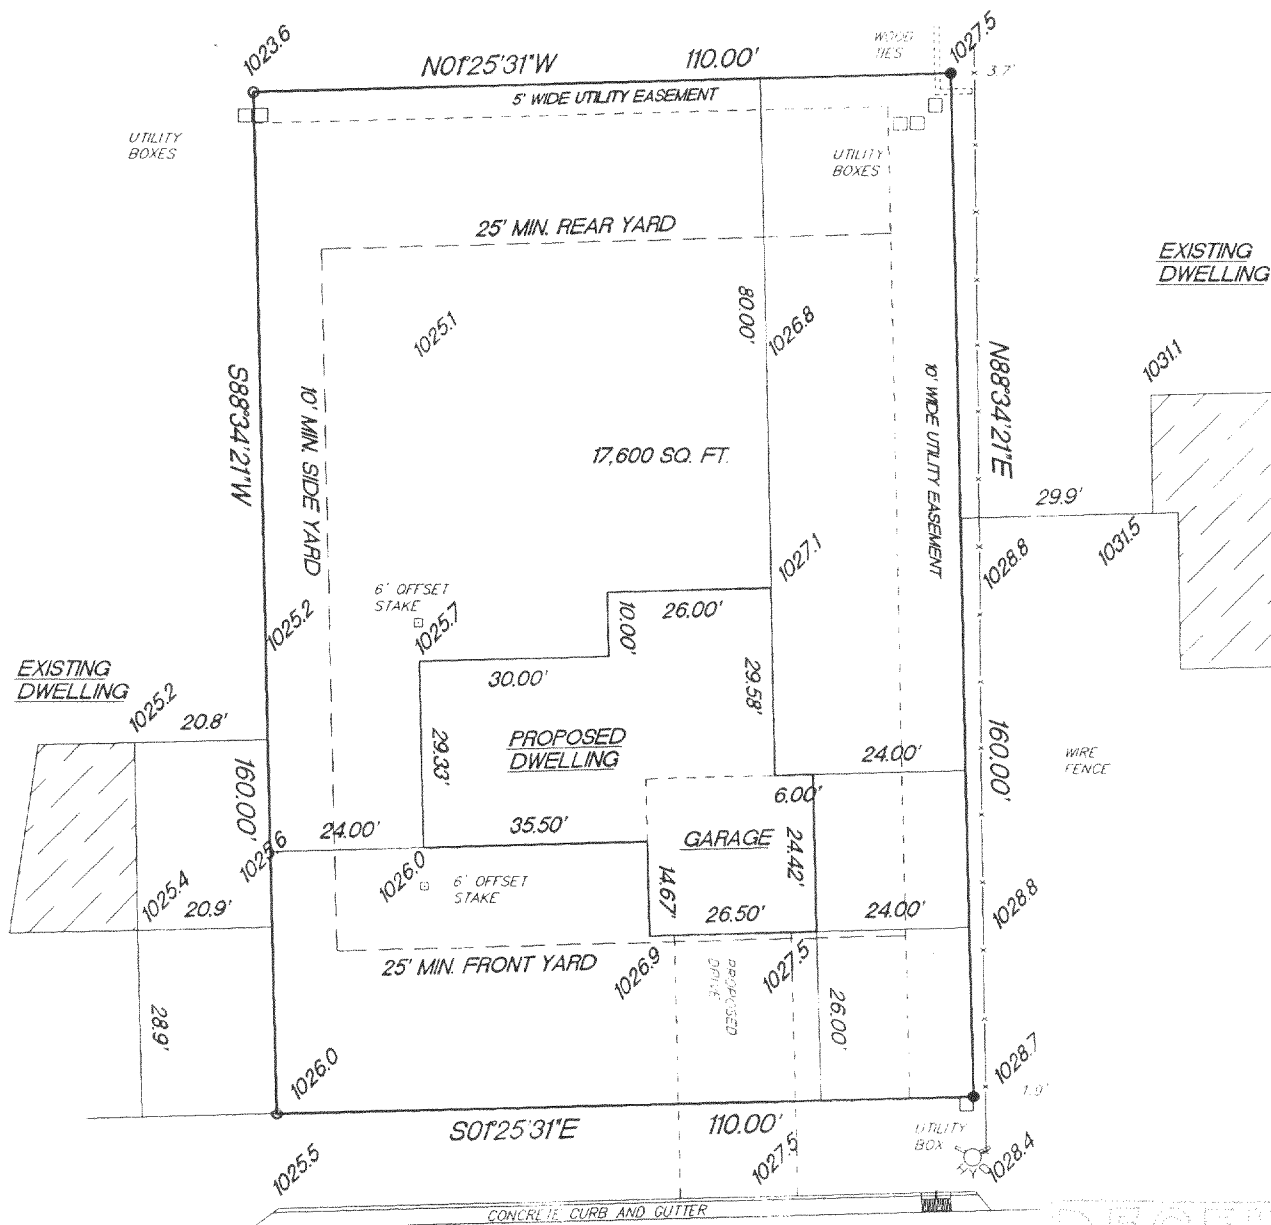 1023.6
N01°25'31"W
110.00'
WOOD
TIES
1027.5
3.7'
5' WIDE UTILITY EASEMENT
UTILITY
BOXES
UTILITY
BOXES
25' MIN. REAR YARD
EXISTING
DWELLING
1025.1
80.00'
1026.8
N88°34'21"E
1031.1
S88°34'21"W
10' MIN. SIDE YARD
10' WIDE UTILITY EASEMENT
17,600 SQ. FT.
29.9'
1031.5
1028.8
1027.1
6' OFFSET
STAKE
1025.2
1025.7
26.00'
10.00'
EXISTING
DWELLING
1025.2
20.8'
30.00'
29.58'
29.33'
PROPOSED
DWELLING
160.00'
160.00'
24.00'
WIRE
FENCE
6.00'
24.00'
35.50'
GARAGE
24.42'
1025.6
1026.0
6' OFFSET
STAKE
14.67'
1025.4
20.9'
26.50'
24.00'
1028.8
25' MIN. FRONT YARD
1026.9
PROPOSED
DRIVE
1027.5
26.00'
28.9'
1026.0
1028.7
1.9'
S01°25'31"E
110.00'
UTILITY
BOX
1025.5
1027.5
1028.4
CONCRETE CURB AND GUTTER